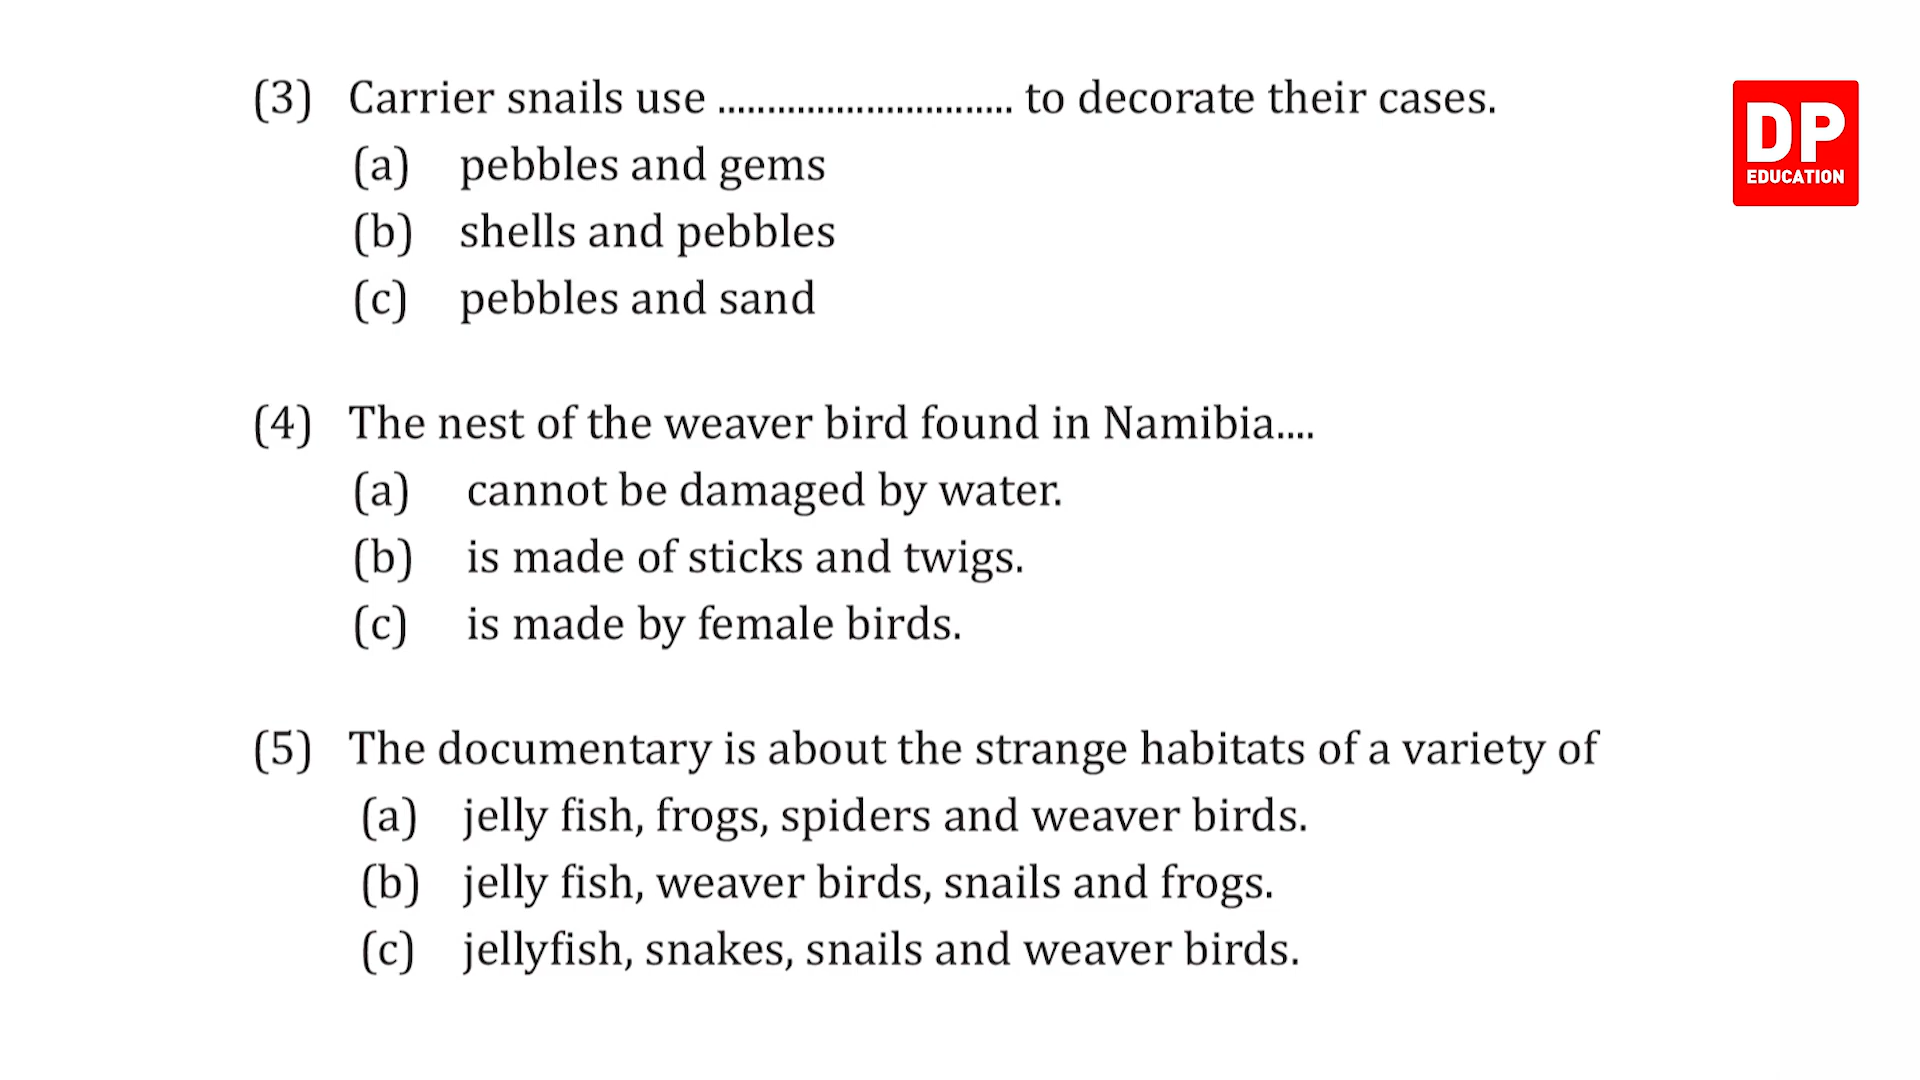 (3) Carrier snails use .............................. to decorate their cases.
(a) pebbles and gems
(b) shells and pebbles
(c) pebbles and sand
(4) The nest of the weaver bird found in Namibia....
(a) cannot be damaged by water.
(b) is made of sticks and twigs.
(c) is made by female birds.
(5) The documentary is about the strange habitats of a variety of
(a) jelly fish, frogs, spiders and weaver birds.
(b) jelly fish, weaver birds, snails and frogs.
(c) jellyfish, snakes, snails and weaver birds.
DP
EDUCATION